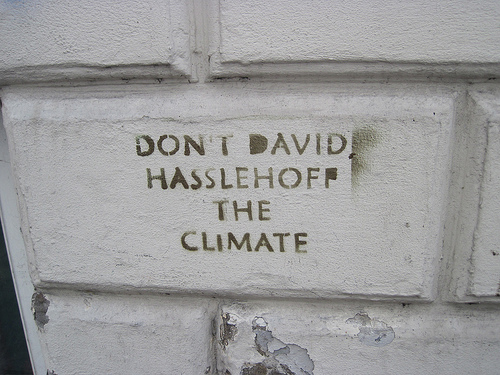 DON'T DAVID
HASSLEHOFF
THE
CLIMATE